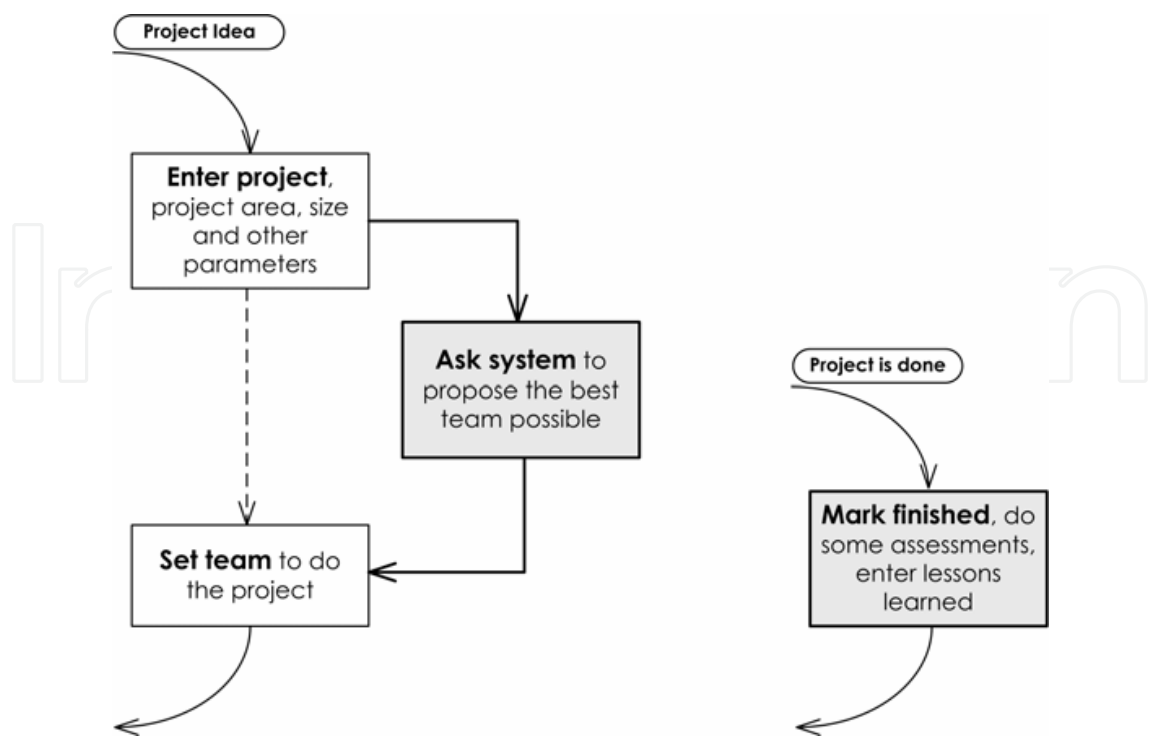 Project Idea
Enter project,
project area, size
and other
parameters
Ask system to
propose the best
team possible
Set team to do
the project
Project is done
Mark finished, do
some assessments,
enter lessons
learned